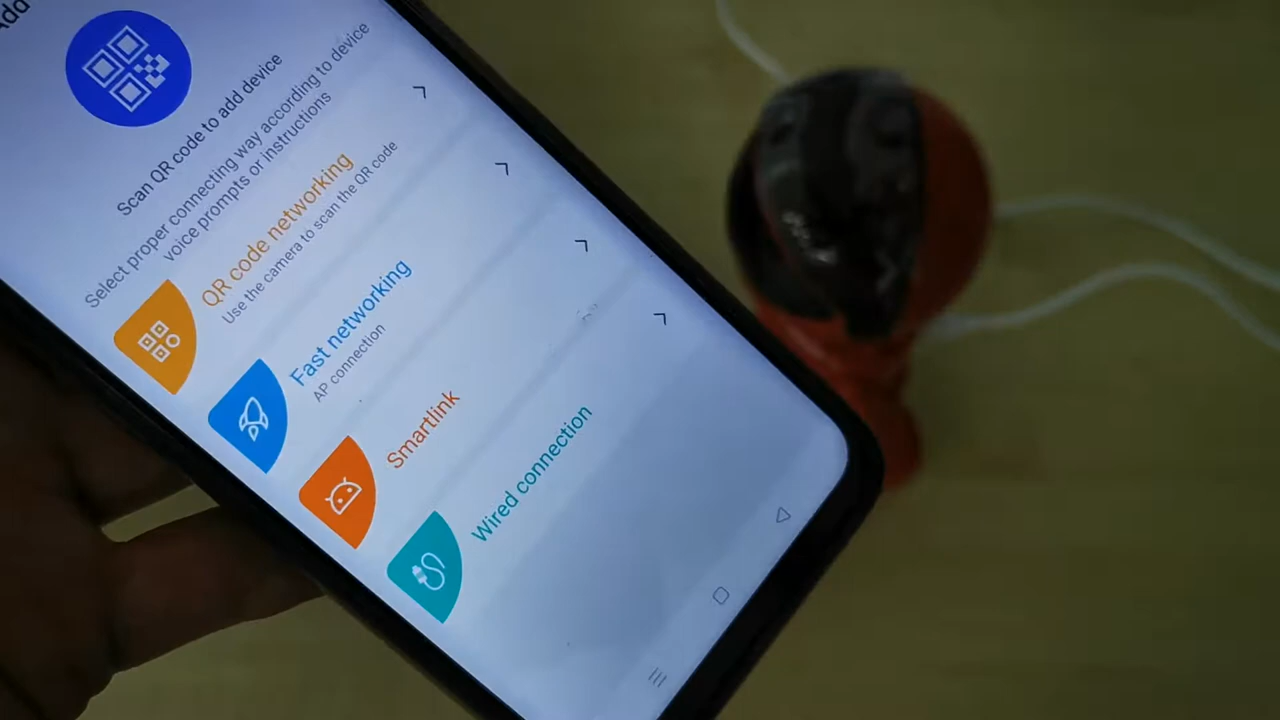 Add
Scan QR code to add device
Select proper connecting way according to device
voice prompts or instructions
QR code networking
Use the camera to scan the QR code
Fast networking
AP connection
Smartlink
Wired connection